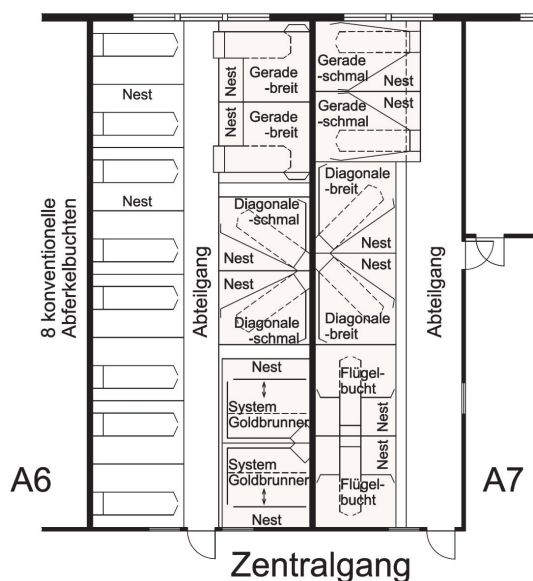 8 konventionelle
Abferkelbuchten
A6
Nest
Nest
Abteilgang
Nest
Gerade
-breit
Nest
Gerade
-breit
Diagonale
-schmal
Nest
Nest
Diagonale
-schmal
Nest
System
Goldbrunner
System
Goldbrunner
Nest
Gerade
-schmal
Nest
Gerade
-schmal
Nest
Diagonale
-breit
Nest
Nest
Diagonale
-breit
Flügel-
bucht
Nest
Nest
Flügel-
bucht
Abteilgang
A7
Zentralgang